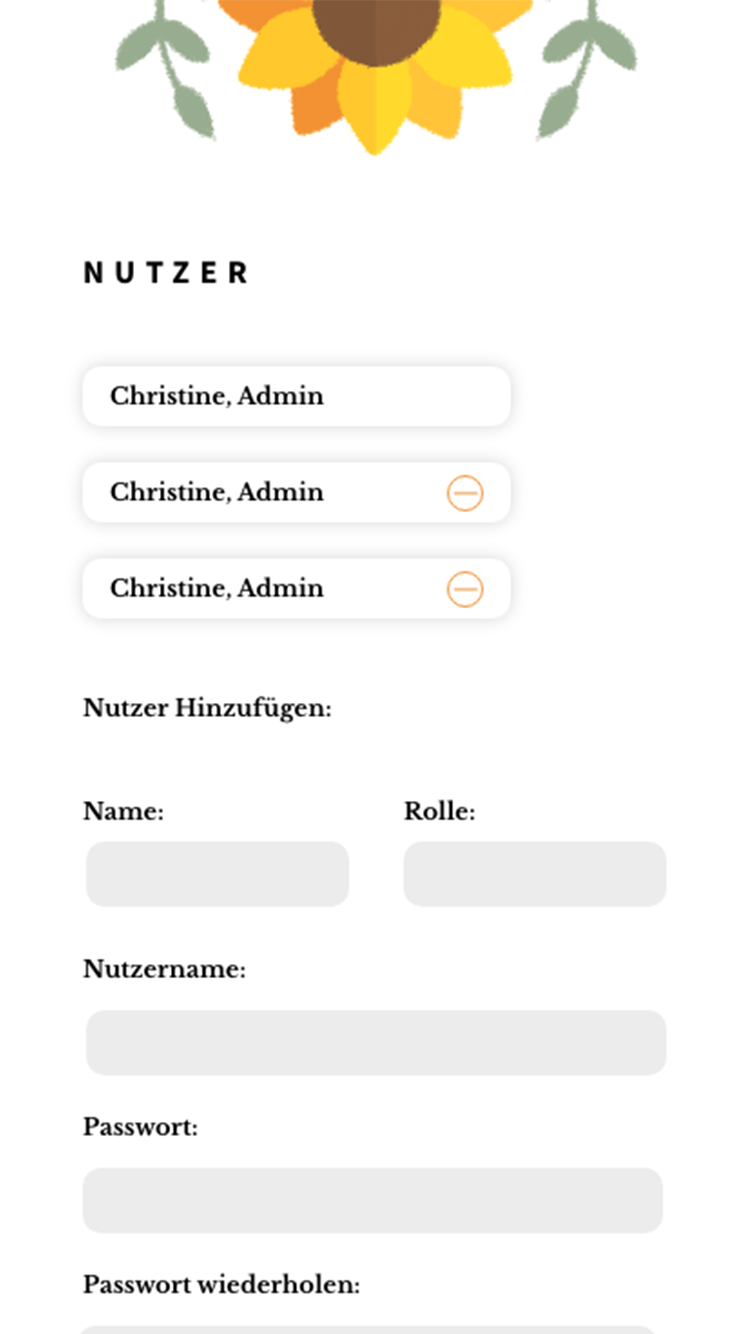 NUTZER
Christine, Admin
Christine, Admin
Christine, Admin
Nutzer Hinzufügen:
Name: Rolle:
Nutzername:
Passwort:
Passwort wiederholen: